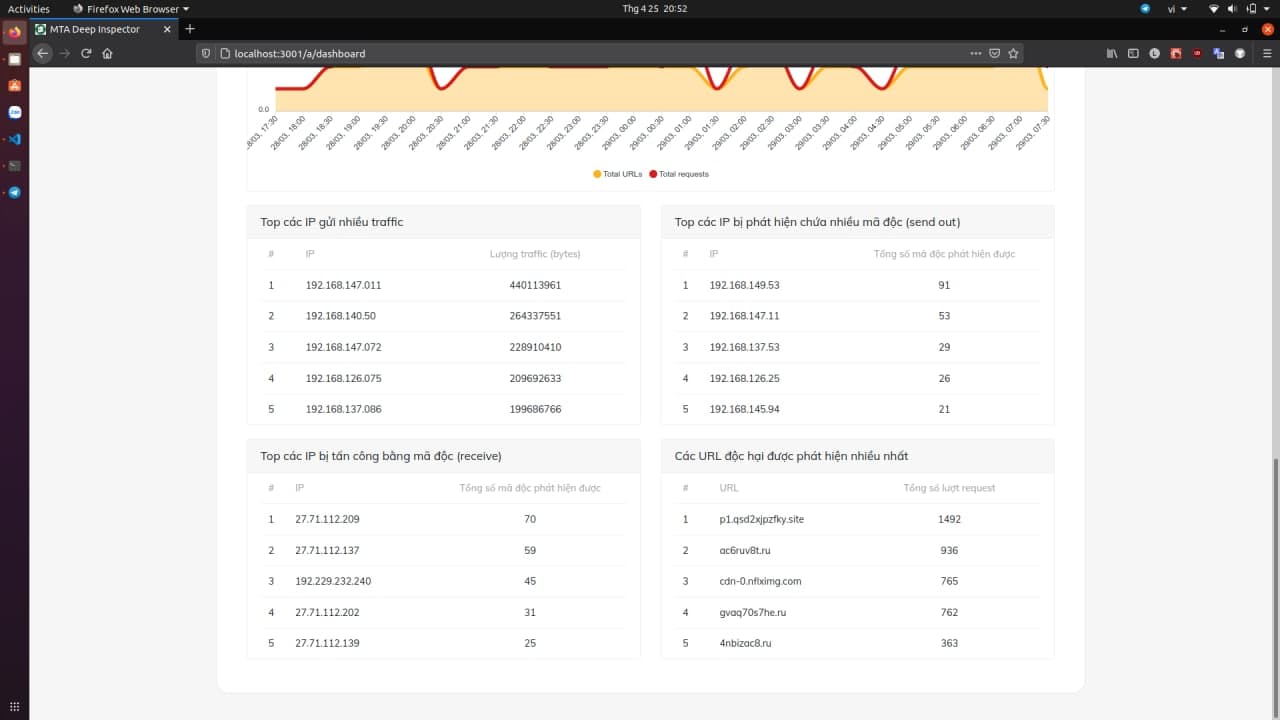 Activities Firefox Web Browser Thg 4 25 20:52 vi
MTA Deep Inspector
localhost:3001/a/dashboard
0.0
28/03, 17:30 28/03, 18:00 28/03, 18:30 28/03, 19:00 28/03, 19:30 28/03, 20:00 28/03, 20:30 28/03, 21:00 28/03, 21:30 28/03, 22:00 28/03, 22:30 28/03, 23:00 28/03, 23:30 29/03, 00:00 29/03, 00:30 29/03, 01:00 29/03, 01:30 29/03, 02:00 29/03, 02:30 29/03, 03:00 29/03, 03:30 29/03, 04:00 29/03, 04:30 29/03, 05:00 29/03, 05:30 29/03, 06:00 29/03, 06:30 29/03, 07:00 29/03, 07:30
Total URLs Total requests
Top các IP gửi nhiều traffic
# IP Lượng traffic (bytes)
1 192.168.147.011 440113961
2 192.168.140.50 264337551
3 192.168.147.072 228910410
4 192.168.126.075 209692633
5 192.168.137.086 199686766
Top các IP bị phát hiện chứa nhiều mã độc (send out)
# IP Tổng số mã độc phát hiện được
1 192.168.149.53 91
2 192.168.147.11 53
3 192.168.137.53 29
4 192.168.126.25 26
5 192.168.145.94 21
Top các IP bị tấn công bằng mã độc (receive)
# IP Tổng số mã độc phát hiện được
1 27.71.112.209 70
2 27.71.112.137 59
3 192.229.232.240 45
4 27.71.112.202 31
5 27.71.112.139 25
Các URL độc hại được phát hiện nhiều nhất
# URL Tổng số lượt request
1 p1.qsd2xjpzfky.site 1492
2 ac6ruv8t.ru 936
3 cdn-0.nflximg.com 765
4 gvaq70s7he.ru 762
5 4nbizac8.ru 363